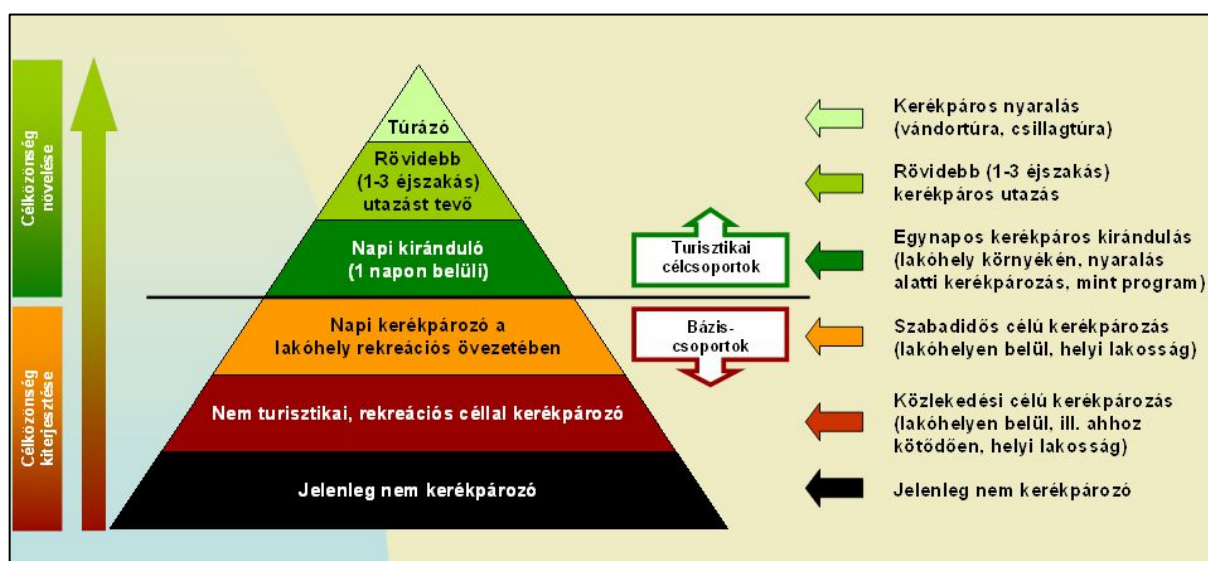 Célközönség
növelése
Célközönség
kiterjesztése
Túrázó
Rövidebb
(1-3 éjszakás)
utazást tevő
Napi kiránduló
(1 napon belüli)
Napi kerékpározó a
lakóhely rekreációs övezetében
Nem turisztikai, rekreációs céllal kerékpározó
Jelenleg nem kerékpározó
Turisztikai
célcsoportok
Bázis-
csoportok
Kerékpáros nyaralás
(vándortúra, csillagtúra)
Rövidebb (1-3 éjszakás)
kerékpáros utazás
Egynapos kerékpáros kirándulás
(lakóhely környékén, nyaralás
alatti kerékpározás, mint program)
Szabadidős célú kerékpározás
(lakóhelyen belül, helyi lakosság)
Közlekedési célú kerékpározás
(lakóhelyen belül, ill. ahhoz
kötödően, helyi lakosság)
Jelenleg nem kerékpározó